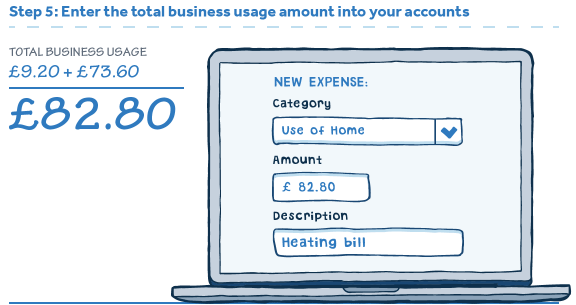 Step 5: Enter the total business usage amount into your accounts
TOTAL BUSINESS USAGE
£9.20 + £73.60
£82.80
NEW EXPENSE:
Category
Use of Home
Amount
£ 82.80
Description
Heating bill